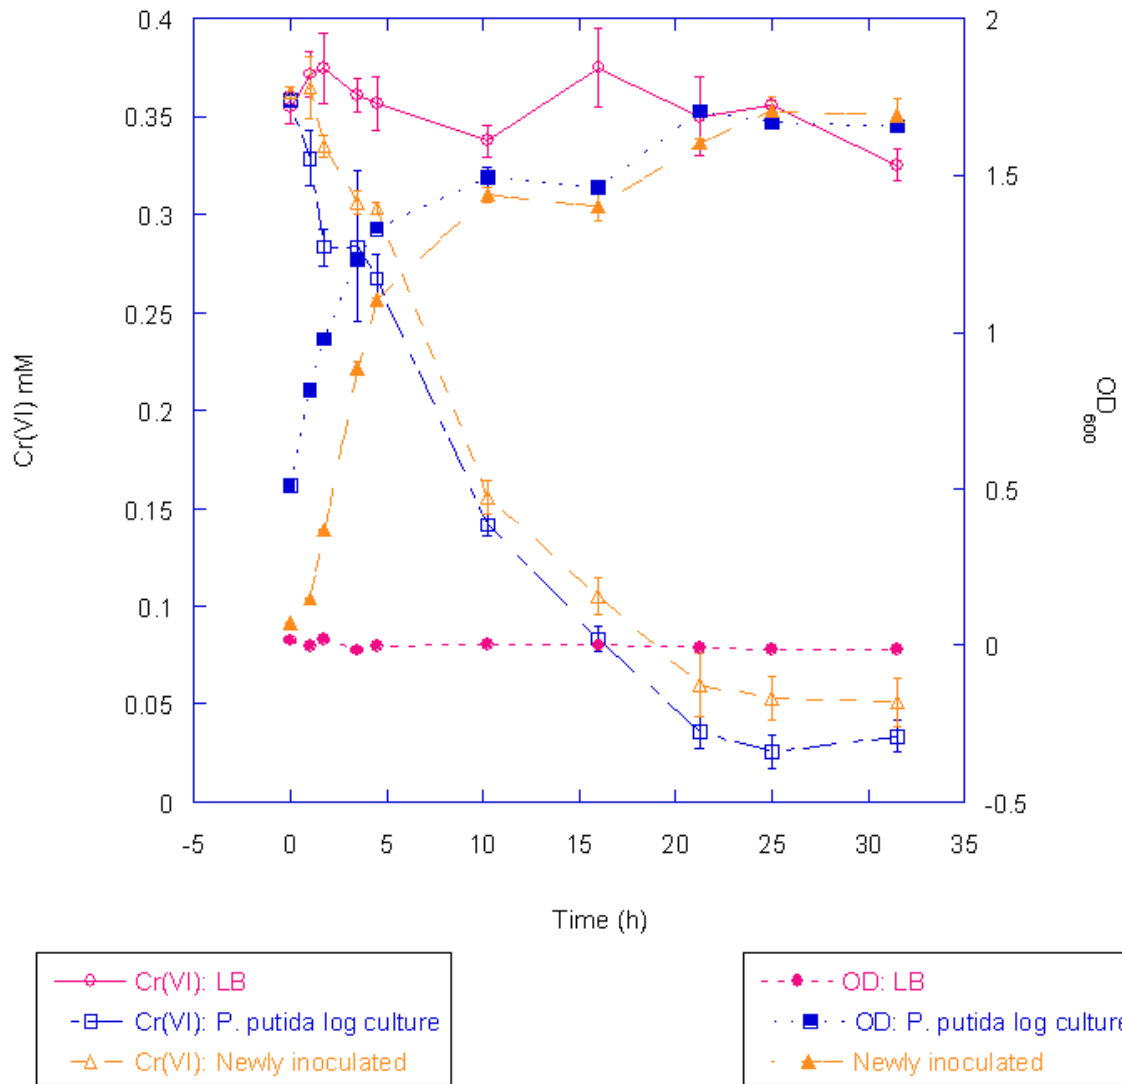 0.4
0.35
0.3
0.25
0.2
0.15
0.1
0.05
0
Cr(VI) mM
2
1.5
1
0.5
0
-0.5
OD600
-5 0 5 10 15 20 25 30 35
Time (h)
Cr(VI): LB
Cr(VI): P. putida log culture
Cr(VI): Newly inoculated
OD: LB
OD: P. putida log culture
Newly inoculated